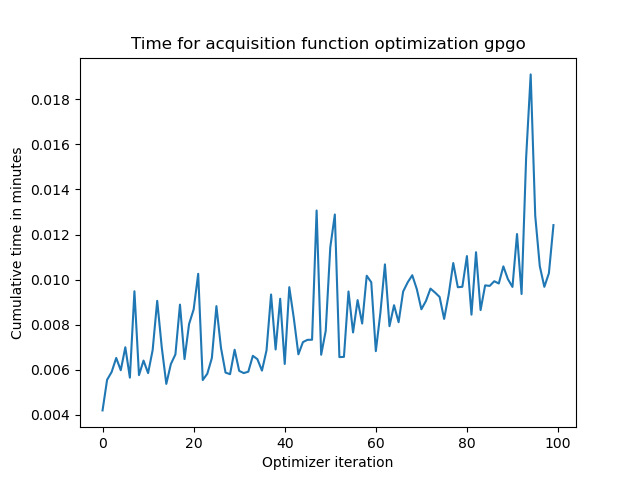 Time for acquisition function optimization gpgo
Cumulative time in minutes
0.018
0.016
0.014
0.012
0.010
0.008
0.006
0.004
0 20 40 60 80 100
Optimizer iteration